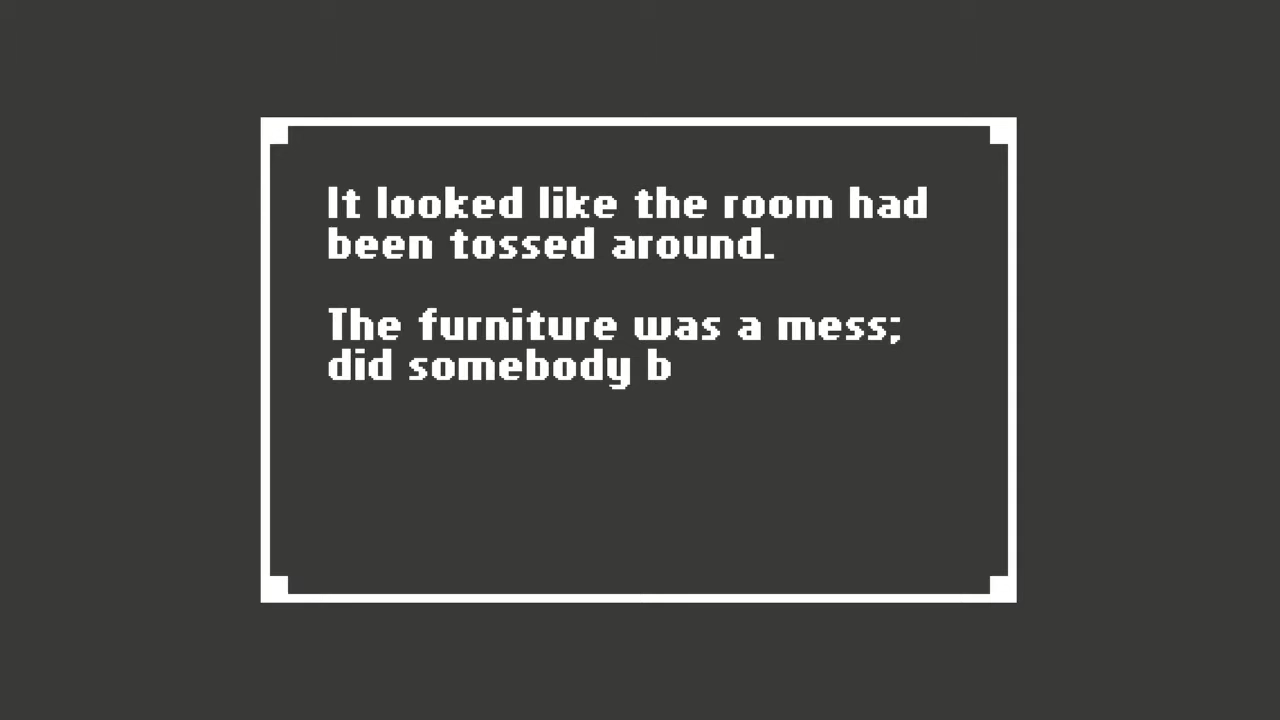 It looked like the room had
been tossed around.
The furniture was a mess;
did somebody b